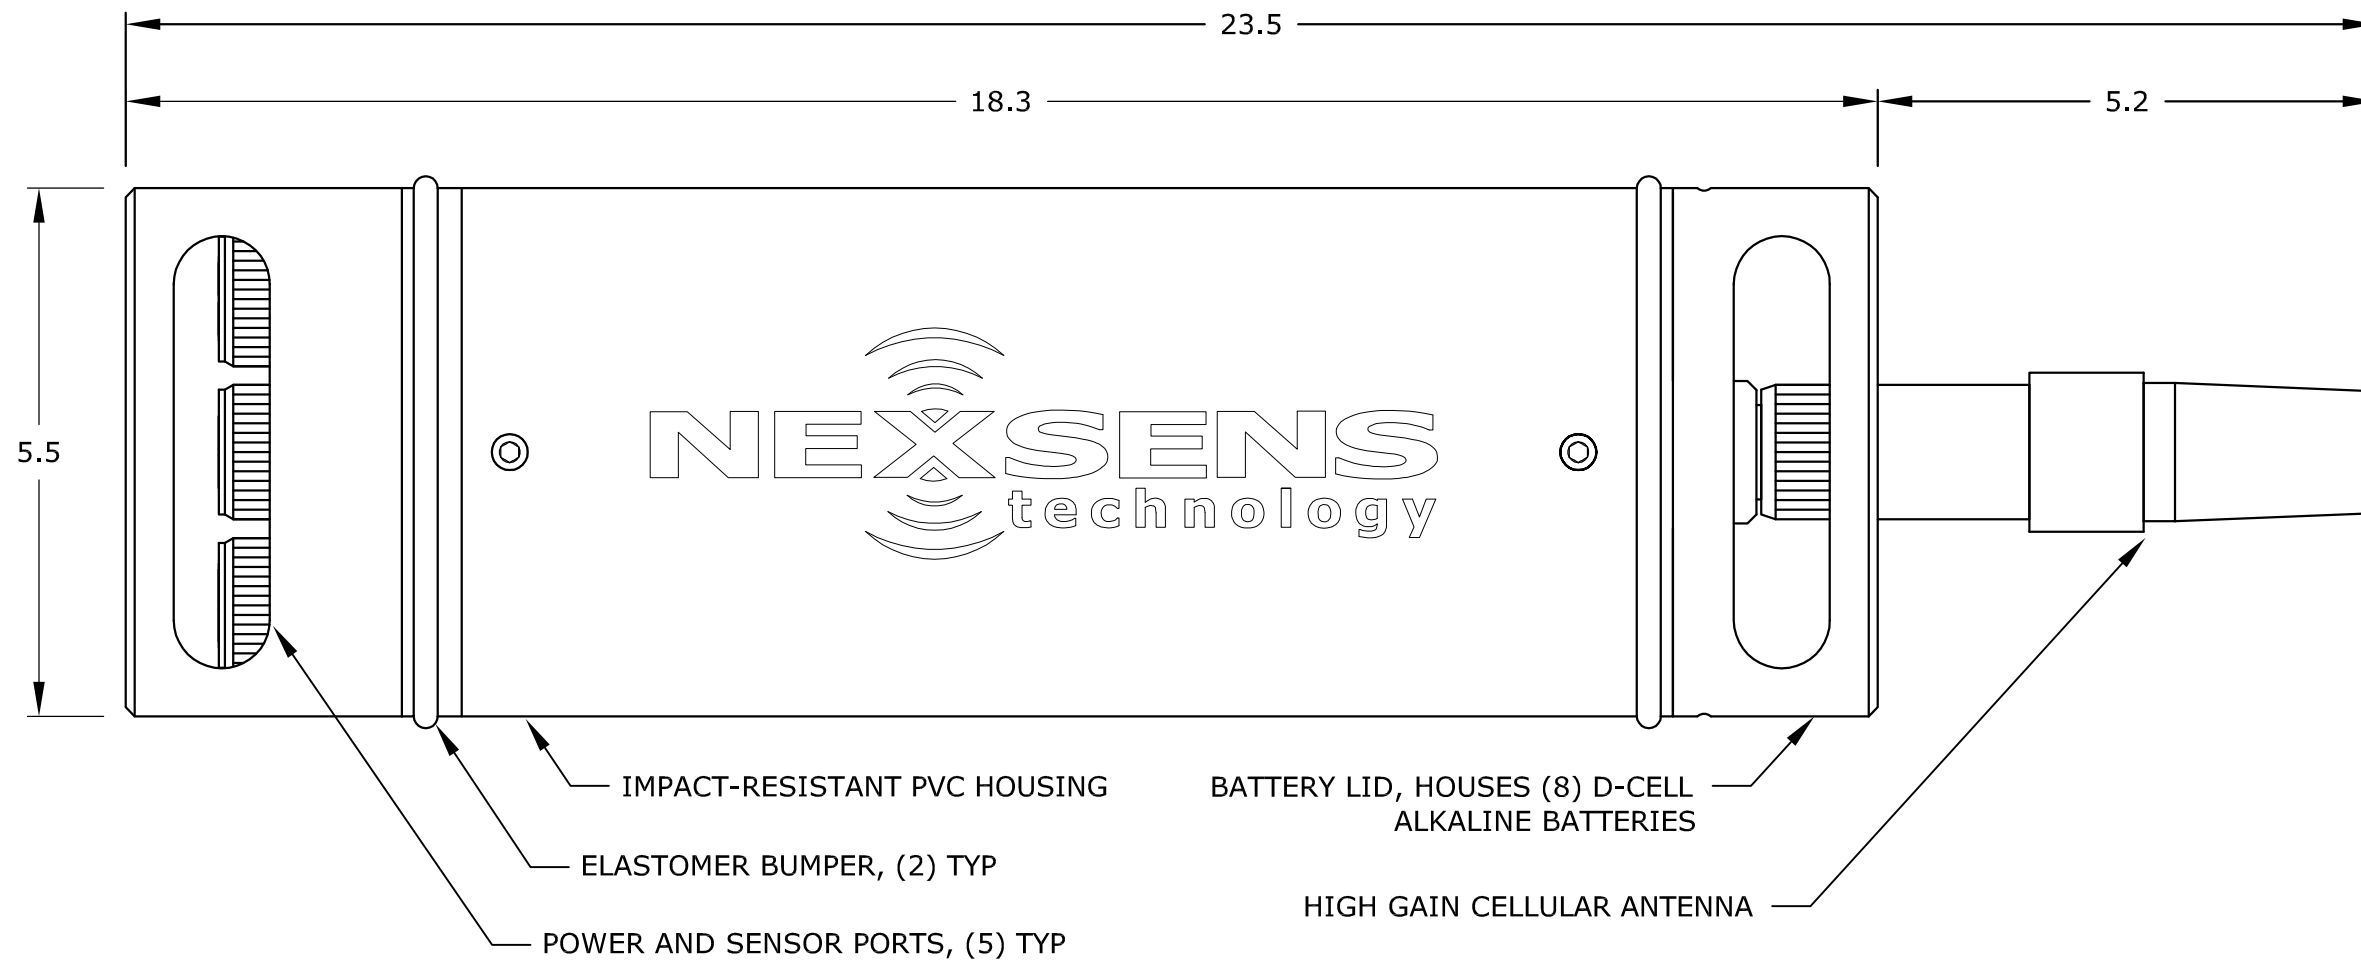 23.5
18.3
5.2
5.5
NEXSENS
technology
IMPACT-RESISTANT PVC HOUSING
BATTERY LID, HOUSES (8) D-CELL
ALKALINE BATTERIES
ELASTOMER BUMPER, (2) TYP
HIGH GAIN CELLULAR ANTENNA
POWER AND SENSOR PORTS, (5) TYP